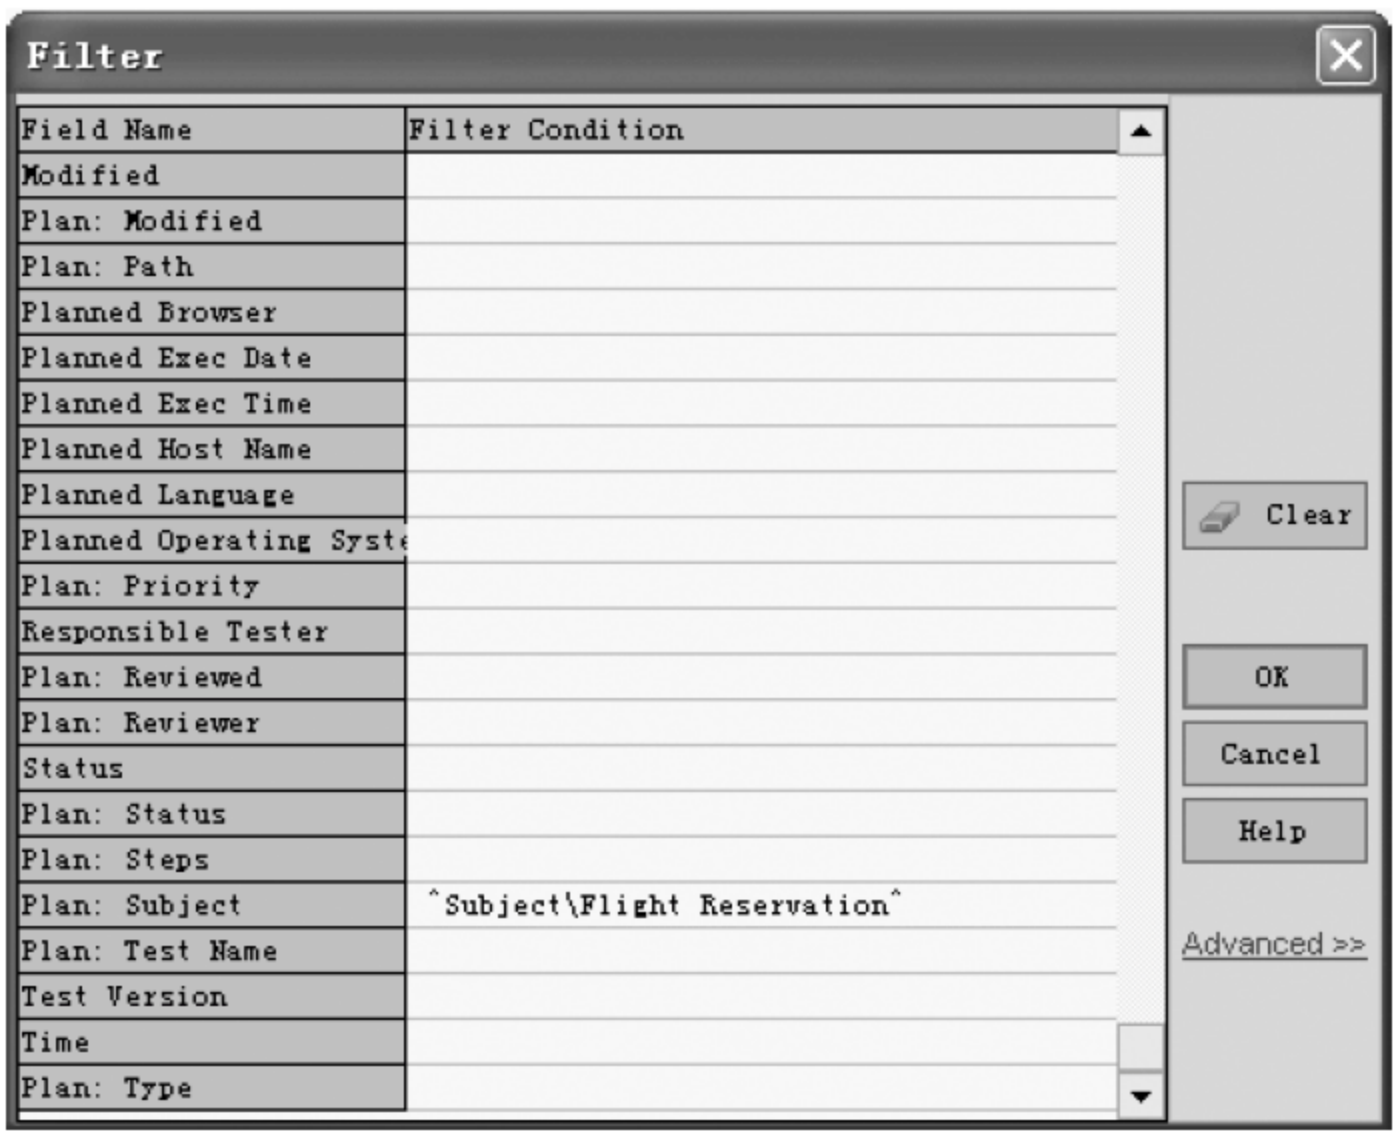 Filter
Field Name Filter Condition
Modified
Plan: Modified
Plan: Path
Planned Browser
Planned Exec Date
Planned Exec Time
Planned Host Name
Planned Language
Planned Operating Syste
Plan: Priority
Responsible Tester
Plan: Reviewed
Plan: Reviewer
Status
Plan: Status
Plan: Steps
Plan: Subject ^Subject\Flight Reservation^
Plan: Test Name
Test Version
Time
Plan: Type
Clear
OK
Cancel
Help
Advanced >>